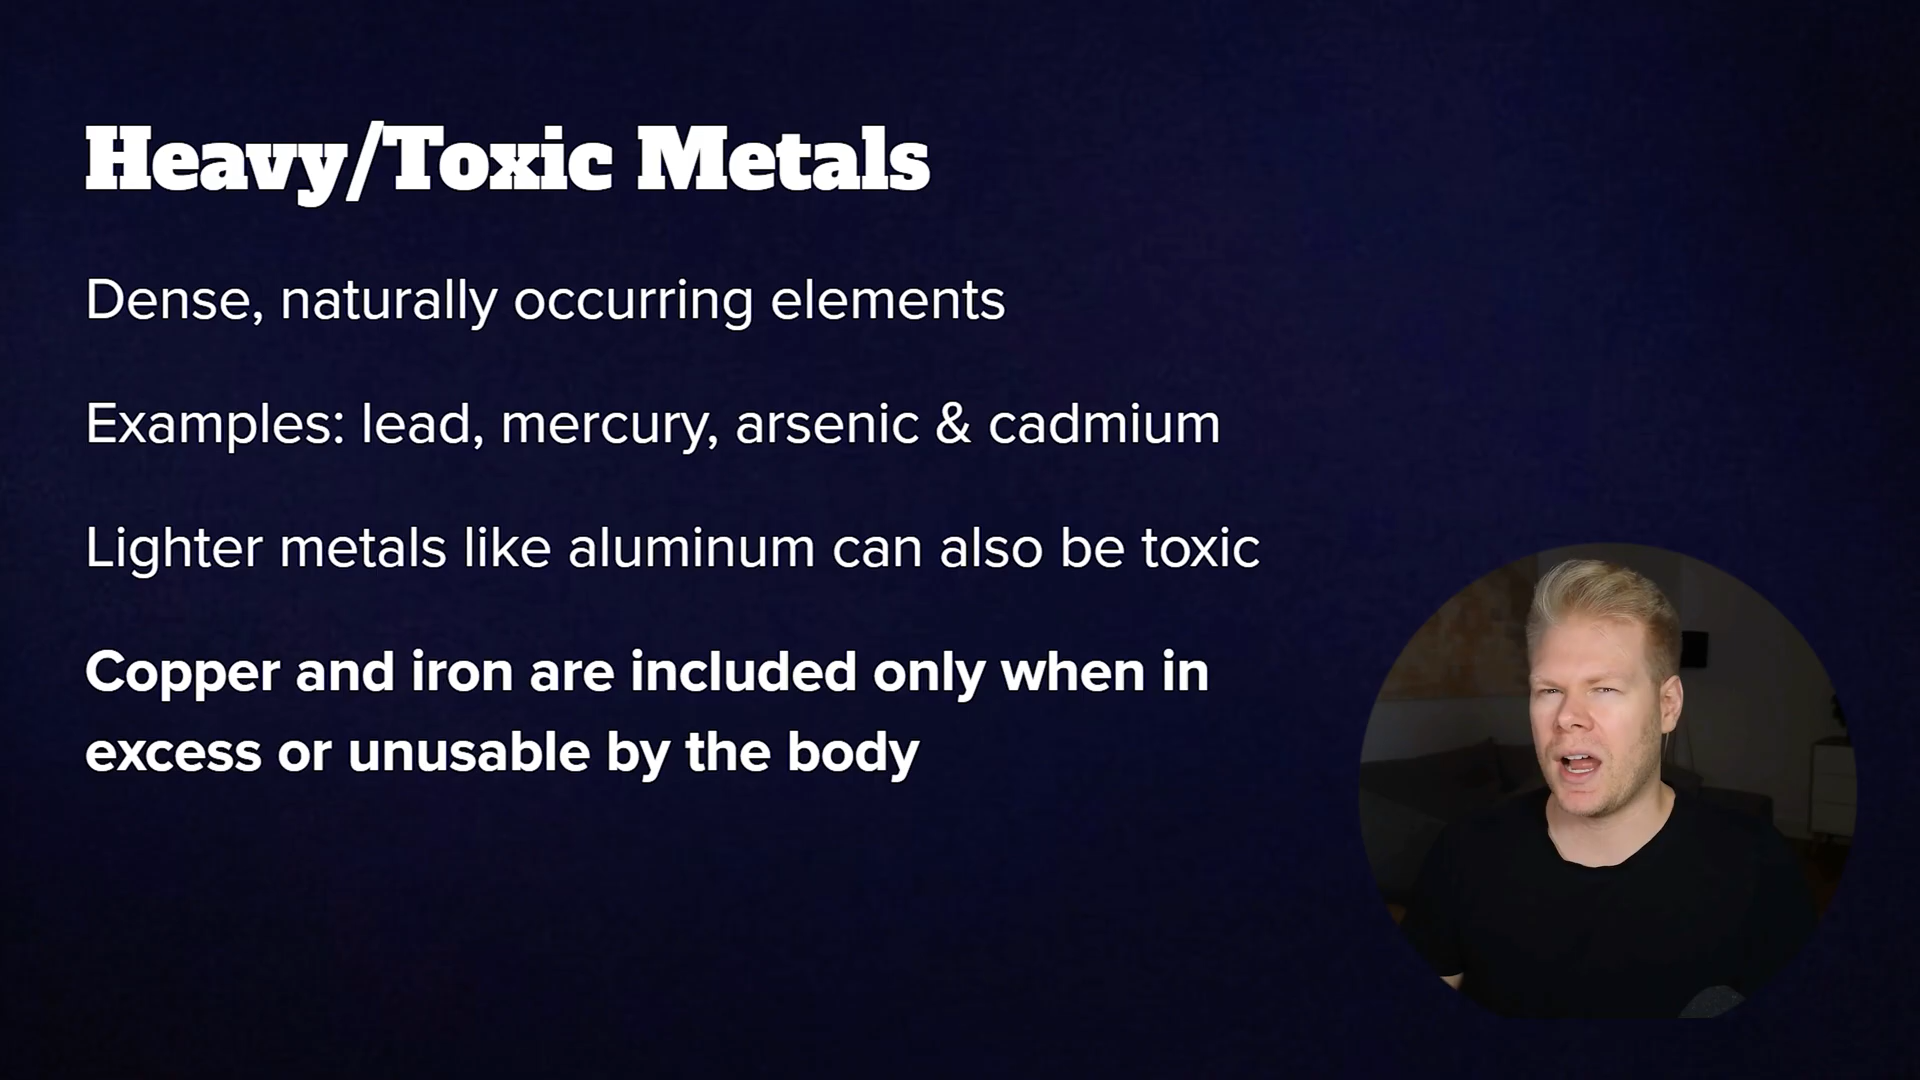 Heavy/Toxic Metals
Dense, naturally occurring elements
Examples: lead, mercury, arsenic & cadmium
Lighter metals like aluminum can also be toxic
Copper and iron are included only when in
excess or unusable by the body